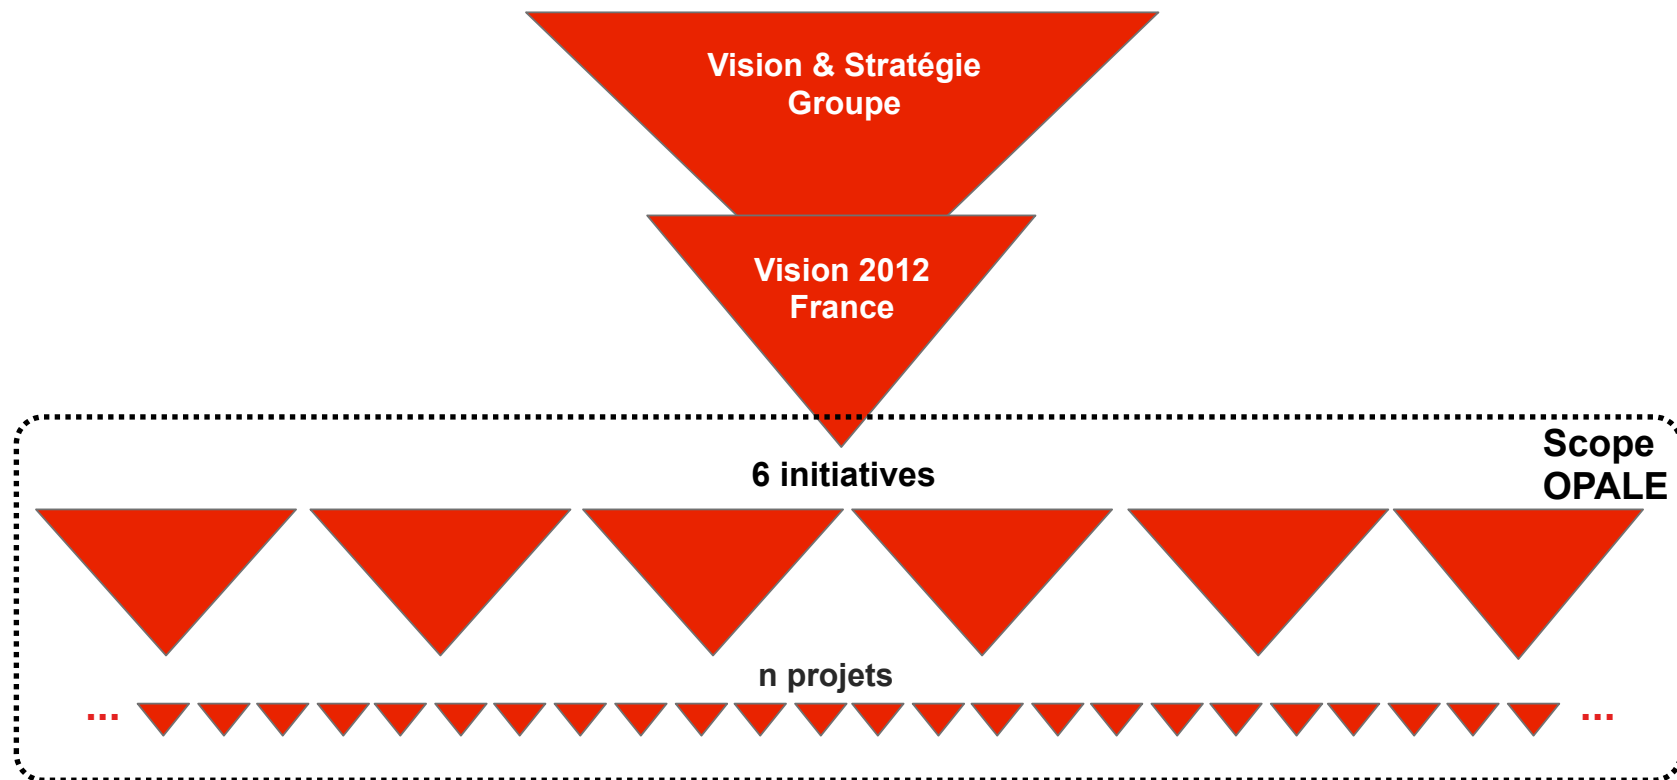 Vision & Stratégie
Groupe
Vision 2012
France
Scope
OPALE
6 initiatives
n projets
...
...